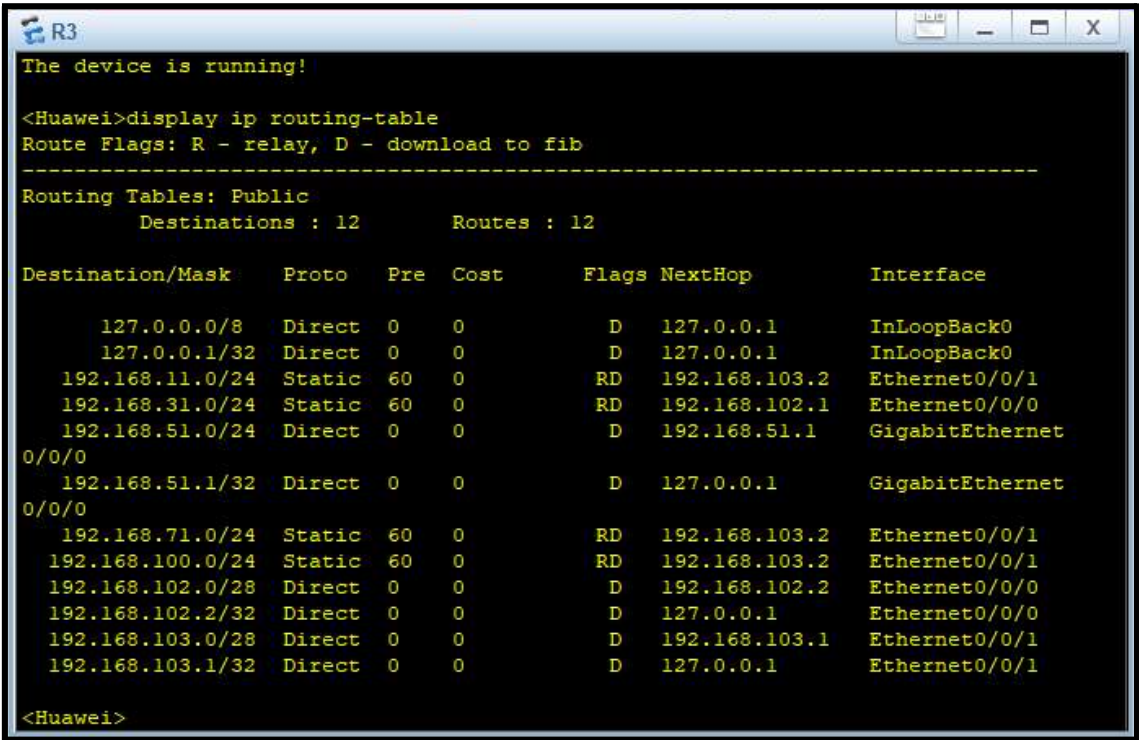 R3
The device is running!
<Huawei>display ip routing-table
Route Flags: R - relay, D - download to fib
------------------------------------------------------------------------------
Routing Tables: Public
         Destinations : 12       Routes : 12
Destination/Mask    Proto   Pre  Cost      Flags NextHop         Interface
      127.0.0.0/8   Direct  0    0           D   127.0.0.1       InLoopBack0
      127.0.0.1/32  Direct  0    0           D   127.0.0.1       InLoopBack0
   192.168.11.0/24  Static  60   0          RD   192.168.103.2   Ethernet0/0/1
   192.168.31.0/24  Static  60   0          RD   192.168.102.1   Ethernet0/0/0
   192.168.51.0/24  Direct  0    0           D   192.168.51.1    GigabitEthernet
0/0/0
   192.168.51.1/32  Direct  0    0           D   127.0.0.1       GigabitEthernet
0/0/0
   192.168.71.0/24  Static  60   0          RD   192.168.103.2   Ethernet0/0/1
  192.168.100.0/24  Static  60   0          RD   192.168.103.2   Ethernet0/0/1
  192.168.102.0/28  Direct  0    0           D   192.168.102.2   Ethernet0/0/0
  192.168.102.2/32  Direct  0    0           D   127.0.0.1       Ethernet0/0/0
  192.168.103.0/28  Direct  0    0           D   192.168.103.1   Ethernet0/0/1
  192.168.103.1/32  Direct  0    0           D   127.0.0.1       Ethernet0/0/1
<Huawei>